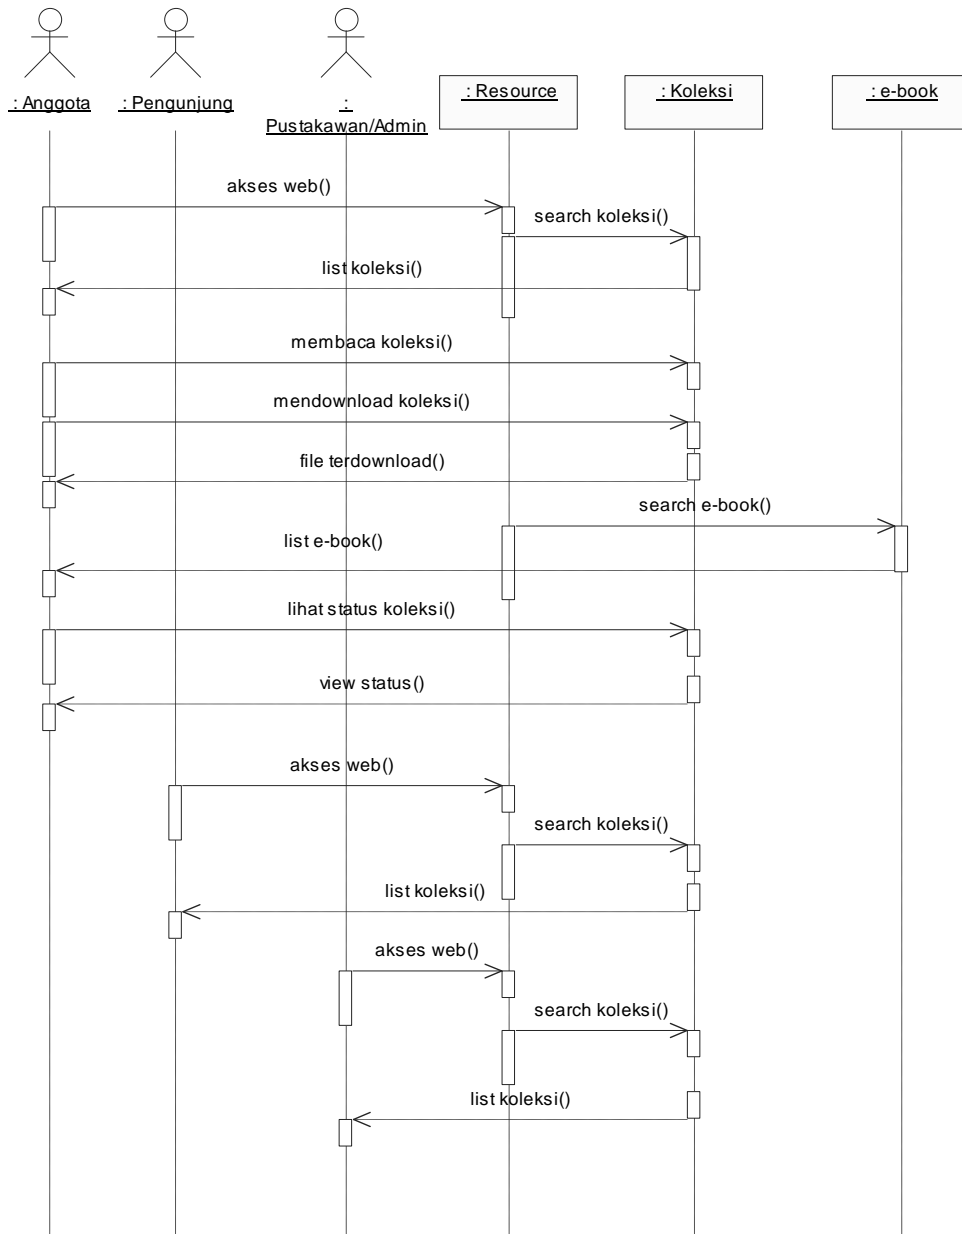 : Anggota
: Pengunjung
:
Pustakawan/Admin
: Resource
: Koleksi
: e-book
akses web()
search koleksi()
list koleksi()
membaca koleksi()
mendownload koleksi()
file terdownload()
search e-book()
list e-book()
lihat status koleksi()
view status()
akses web()
search koleksi()
list koleksi()
akses web()
search koleksi()
list koleksi()